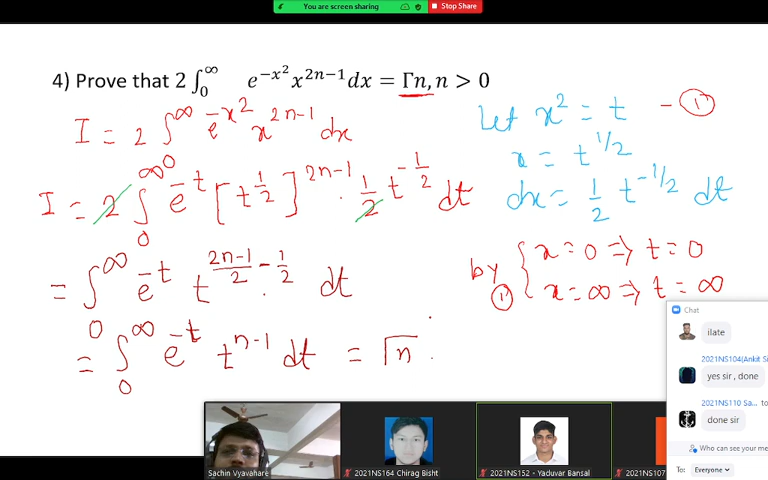 You are screen sharing
Stop Share
4) Prove that 2 ∫₀^∞ e^{-x²} x^{2n-1} dx = Γn, n > 0
I = 2 ∫₀^∞ e^{-x²} x^{2n-1} dx
Let x² = t - ①
x = t^{1/2}
dx = 1/2 t^{-1/2} dt
I = 2 ∫₀^∞ e^{-t} [t^{1/2}]^{2n-1} · 1/2 t^{-1/2} dt
by ① { x = 0 => t = 0
x = ∞ => t = ∞
= ∫₀^∞ e^{-t} t^{(2n-1)/2 - 1/2} dt
= ∫₀^∞ e^{-t} t^{n-1} dt = Γn
Chat
ilate
2021NS104(Ankit Si
yes sir , done
2021NS110 Sa... to
done sir
Who can see your me
To: Everyone
Sachin Vyavahare
2021NS164 Chirag Bisht
2021NS152 - Yaduvar Bansal
2021NS107